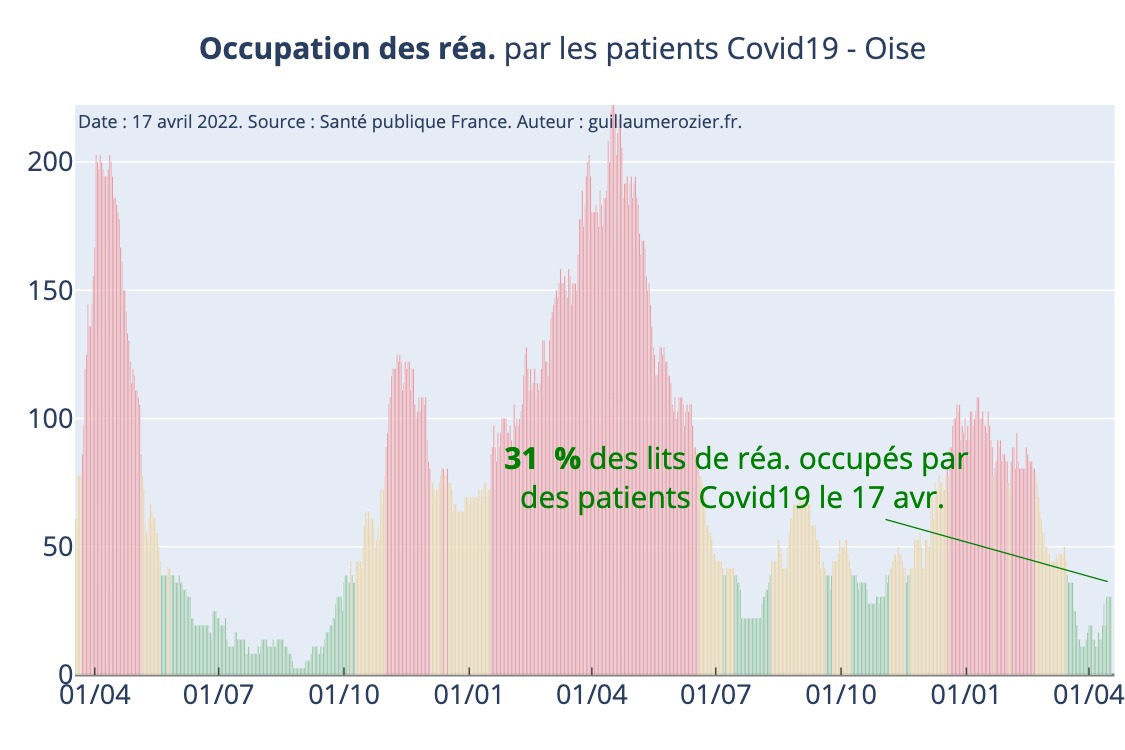 Occupation des réa. par les patients Covid19 - Oise
Date : 17 avril 2022. Source : Santé publique France. Auteur : guillaumerozier.fr.
200
150
100
31 % des lits de réa. occupés par
des patients Covid19 le 17 avr.
50
0
01/04 01/07 01/10 01/01 01/04 01/07 01/10 01/01 01/04